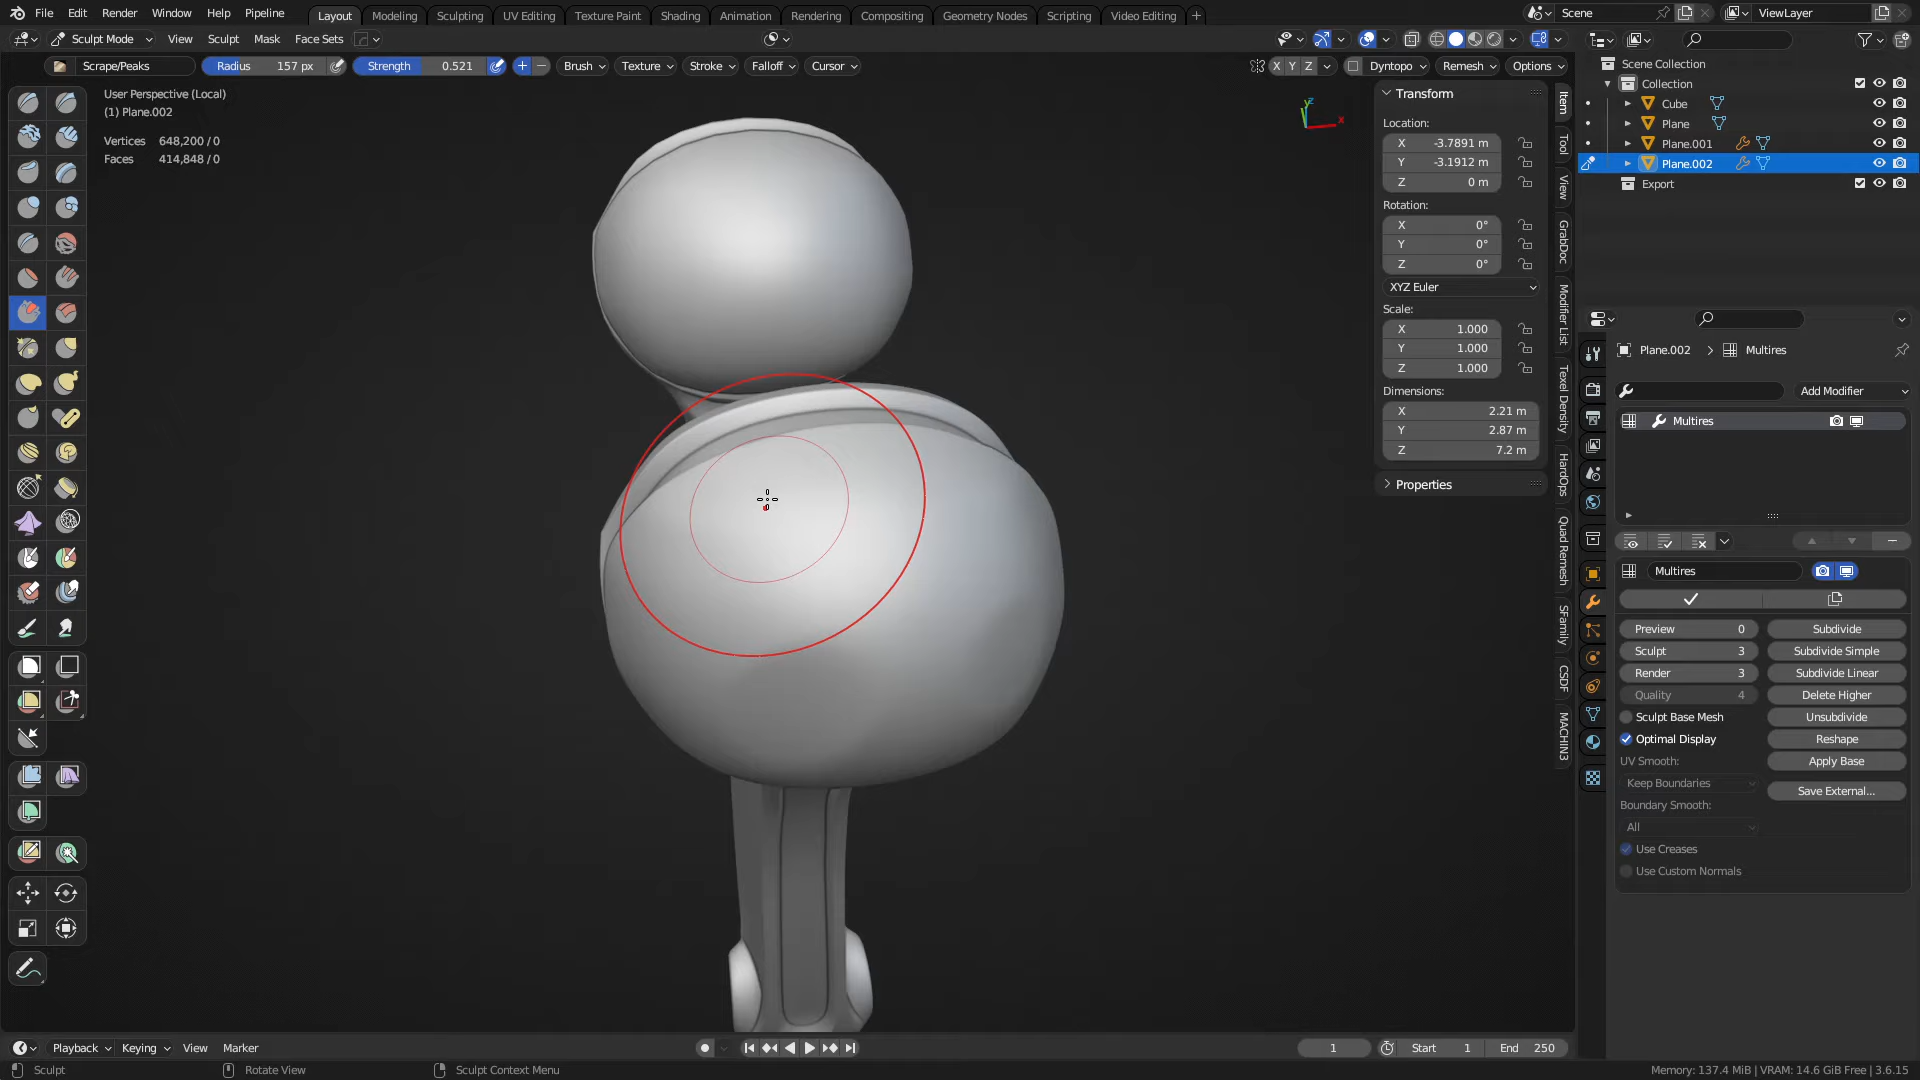 File Edit Render Window Help Pipeline Layout Modeling Sculpting UV Editing Texture Paint Shading Animation Rendering Compositing Geometry Nodes Scripting Video Editing + Scene ViewLayer
Sculpt Mode View Sculpt Mask Face Sets
Scrape/Peaks Radius 157 px Strength 0.521 + − Brush Texture Stroke Falloff Cursor X Y Z Dyntopo Remesh Options
User Perspective (Local)
(1) Plane.002
Vertices 648,200 / 0
Faces 414,848 / 0
Y X
Transform
Location:
X -3.7891 m
Y -3.1912 m
Z 0 m
Rotation:
X 0°
Y 0°
Z 0°
XYZ Euler
Scale:
X 1.000
Y 1.000
Z 1.000
Dimensions:
X 2.21 m
Y 2.87 m
Z 7.2 m
Properties
Item
Tool
View
GrabDoc
Modifier List
Texel Density
HardOps
Quad Remesh
SFamily
CSDF
MACHIN3
Scene Collection
Collection
Cube
Plane
Plane.001
Plane.002
Export
Plane.002 > Multires
Add Modifier
Multires
Multires
Preview 0 Subdivide
Sculpt 3 Subdivide Simple
Render 3 Subdivide Linear
Quality 4 Delete Higher
Sculpt Base Mesh Unsubdivide
Optimal Display Reshape
UV Smooth: Apply Base
Keep Boundaries Save External...
Boundary Smooth:
All
Use Creases
Use Custom Normals
Playback Keying View Marker 1 Start 1 End 250
Sculpt Rotate View Sculpt Context Menu Memory: 137.4 MiB | VRAM: 14.6 GiB Free | 3.6.15